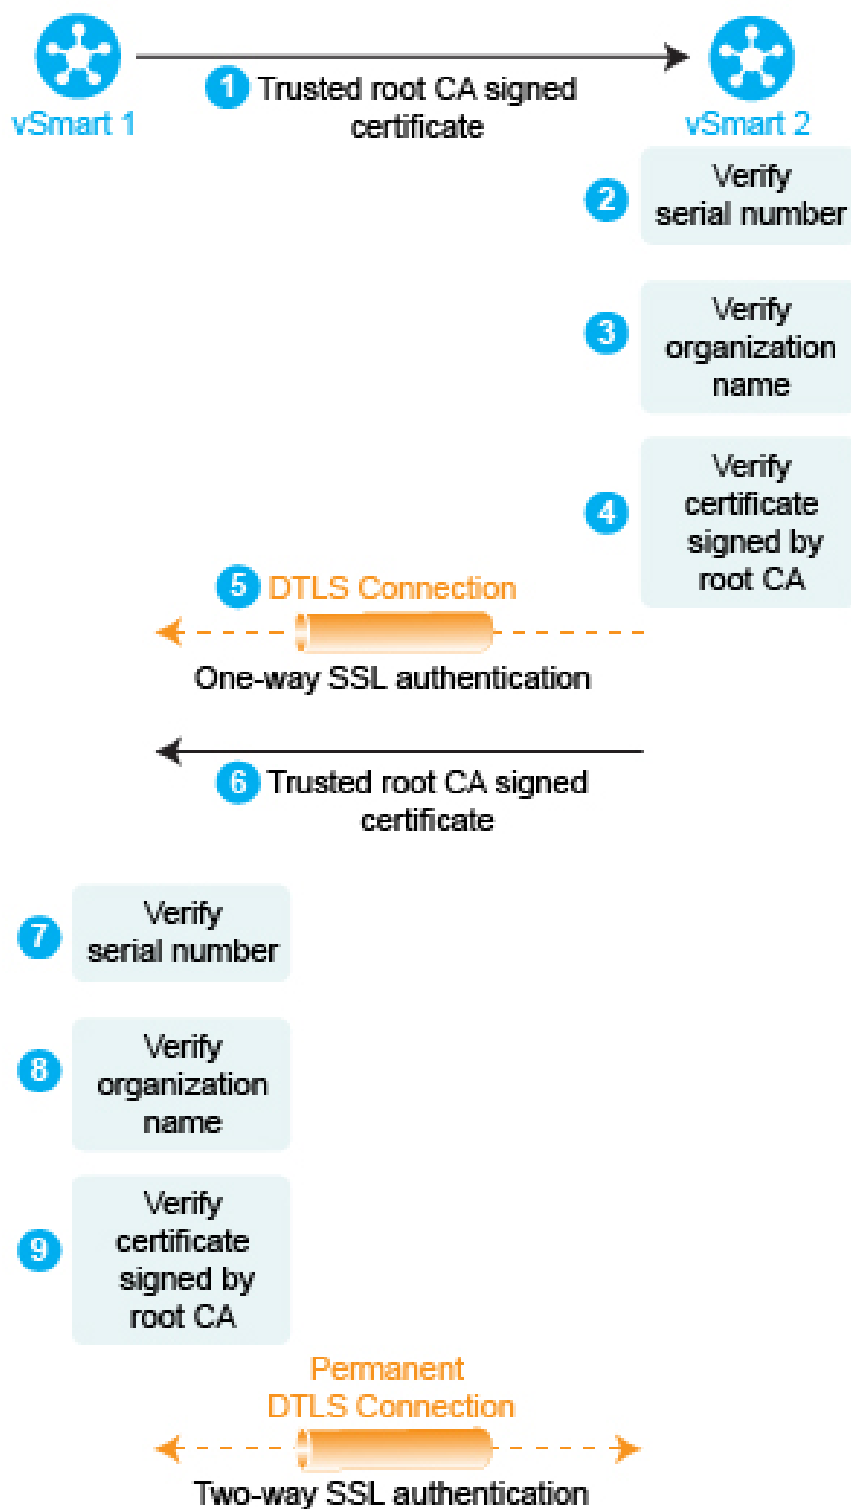 1 Trusted root CA signed
certificate
vSmart 1
vSmart 2
2
Verify
serial number
3
Verify
organization
name
4
Verify
certificate
signed by
root CA
5 DTLS Connection
One-way SSL authentication
6 Trusted root CA signed
certificate
7
Verify
serial number
8
Verify
organization
name
9
Verify
certificate
signed by
root CA
Permanent
DTLS Connection
Two-way SSL authentication